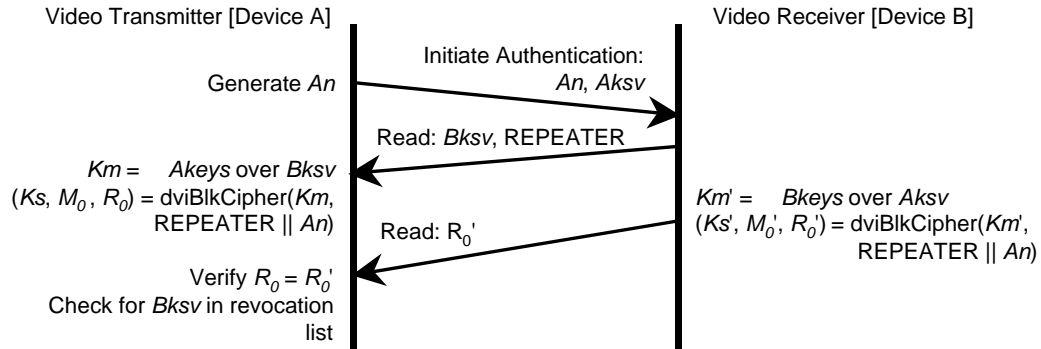 Video Transmitter [Device A]
Video Receiver [Device B]
Initiate Authentication:
An, Aksv
Generate An
Read: Bksv, REPEATER
Km = Akeys over Bksv
(Ks, M0, R0) = dviBlkCipher(Km,
REPEATER || An)
Km' = Bkeys over Aksv
(Ks', M0', R0') = dviBlkCipher(Km',
REPEATER || An)
Read: R0'
Verify R0 = R0'
Check for Bksv in revocation
list